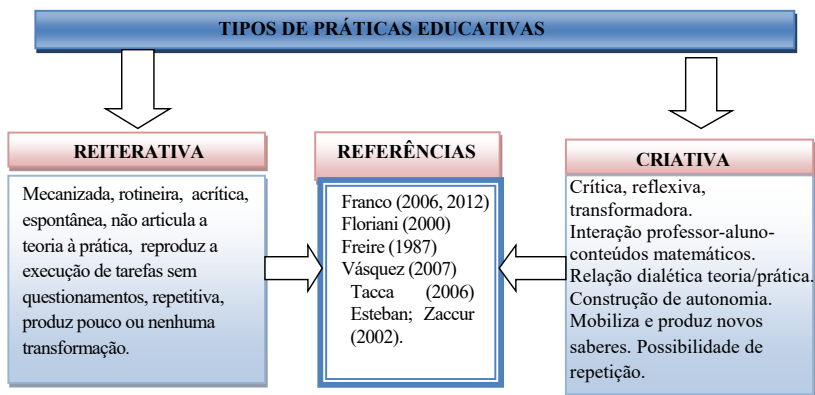 TIPOS DE PRÁTICAS EDUCATIVAS
REITERATIVA
Mecanizada, rotineira, acrítica,
espontânea, não articula a
teoria à prática, reproduz a
execução de tarefas sem
questionamentos, repetitiva,
produz pouco ou nenhuma
transformação.
REFERÊNCIAS
Franco (2006, 2012)
Floriani (2000)
Freire (1987)
Vásquez (2007)
Tacca (2006)
Esteban; Zaccur
(2002).
CRIATIVA
Crítica, reflexiva,
transformadora.
Interação professor-aluno-
conteúdos matemáticos.
Relação dialética teoria/prática.
Construção de autonomia.
Mobiliza e produz novos
saberes. Possibilidade de
repetição.